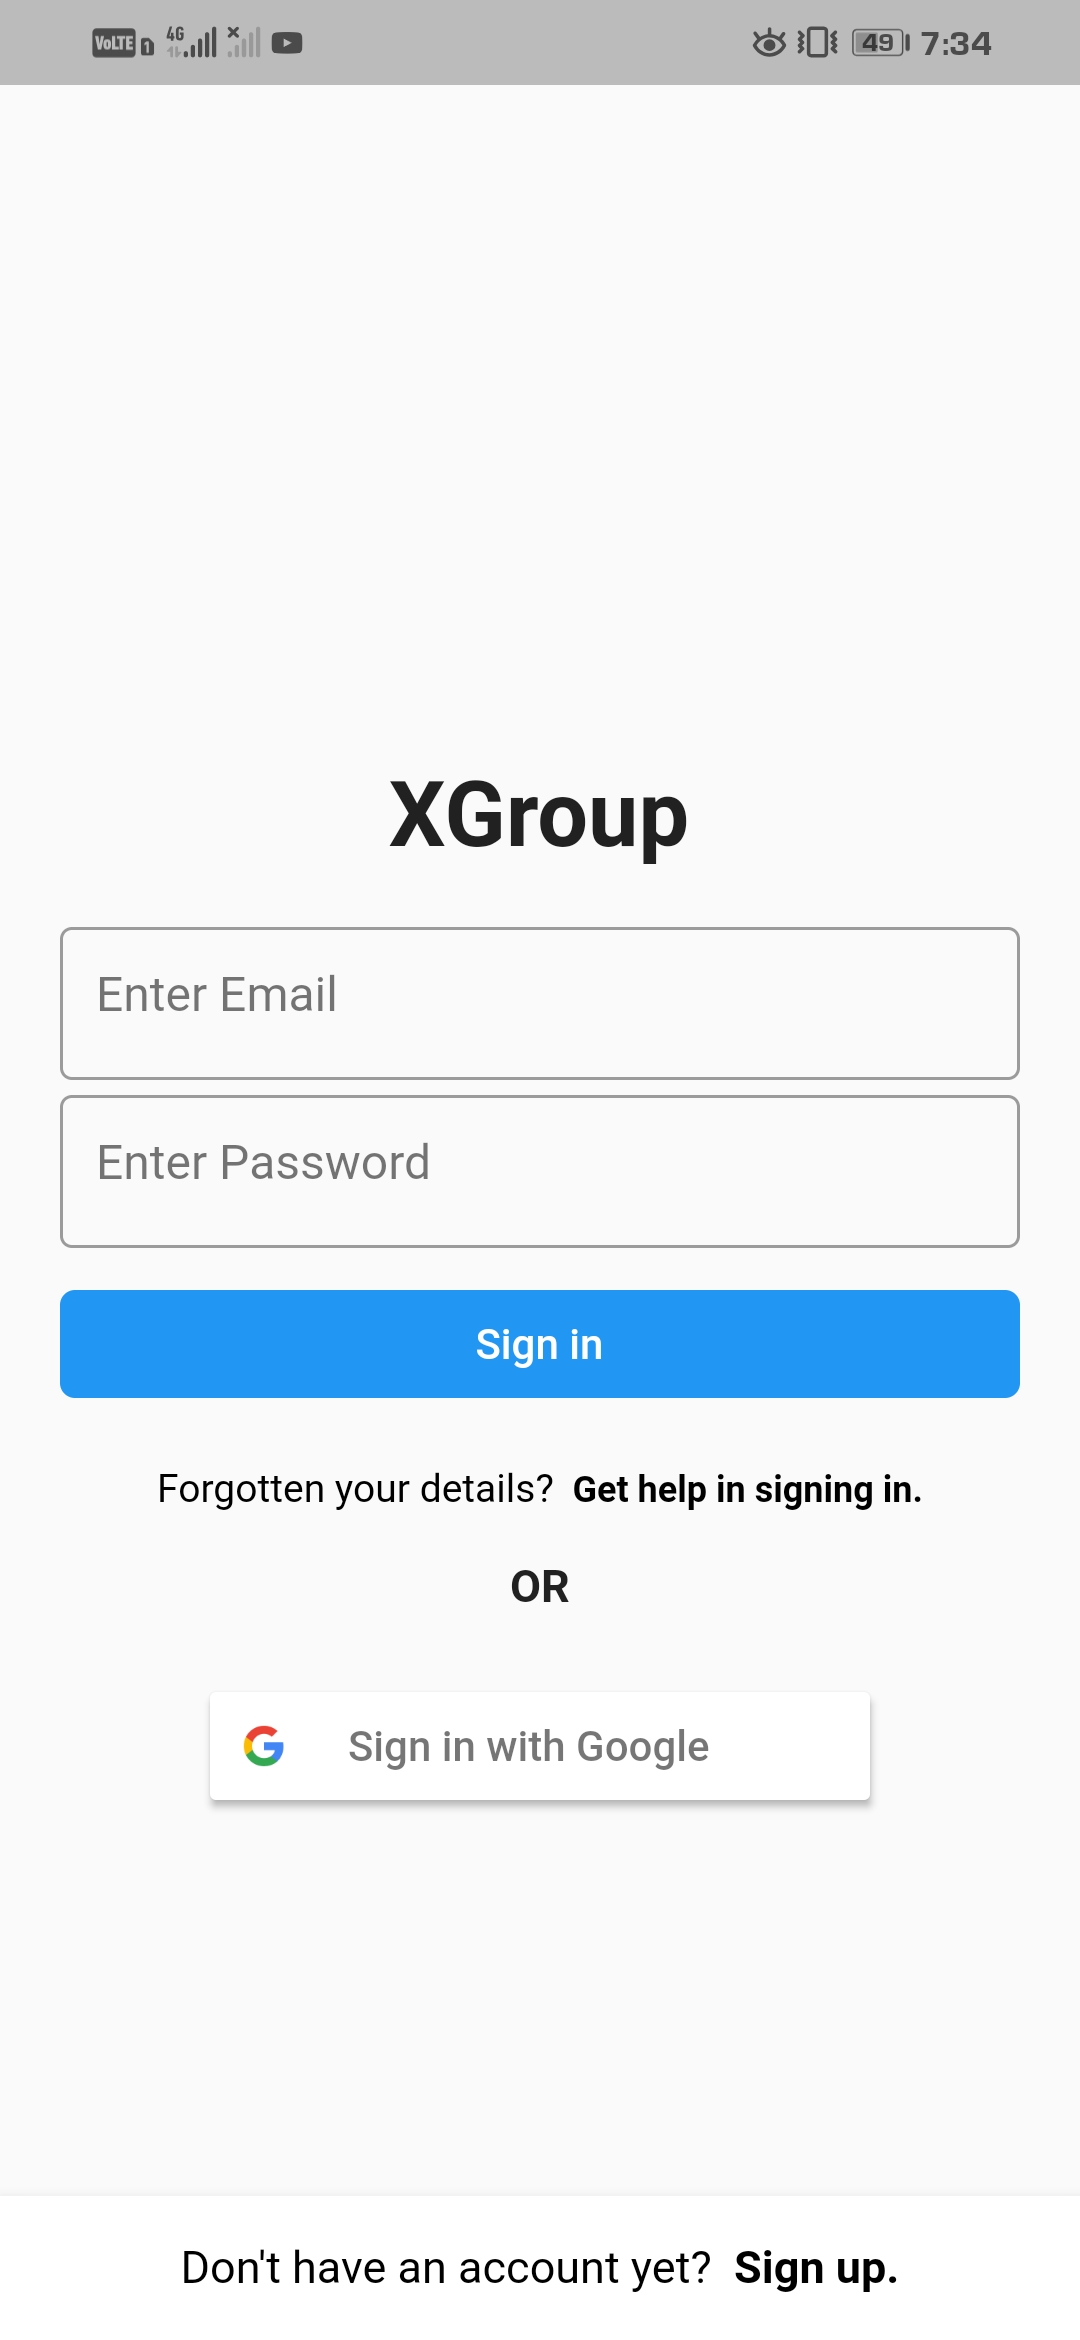 VoLTE 1 4G 49 7:34
XGroup
Enter Email
Enter Password
Sign in
Forgotten your details? Get help in signing in.
OR
Sign in with Google
Don't have an account yet? Sign up.